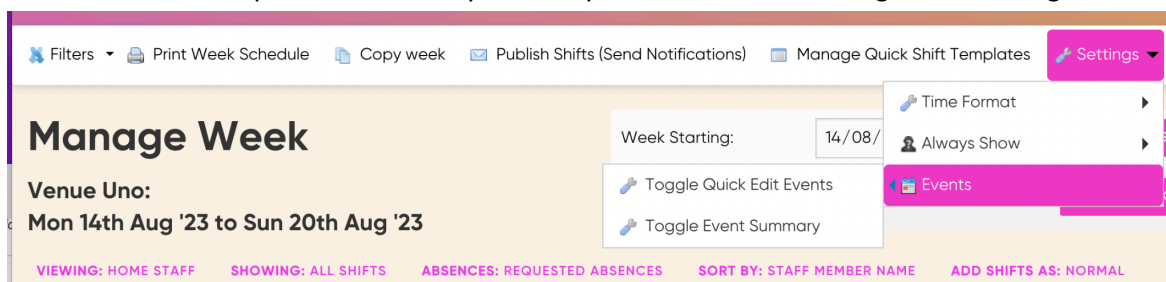 Filters Print Week Schedule Copy week Publish Shifts (Send Notifications) Manage Quick Shift Templates Settings
Time Format
Manage Week
Week Starting: 14/08/
Always Show
Venue Uno:
Toggle Quick Edit Events
Events
Mon 14th Aug '23 to Sun 20th Aug '23
Toggle Event Summary
VIEWING: HOME STAFF SHOWING: ALL SHIFTS ABSENCES: REQUESTED ABSENCES SORT BY: STAFF MEMBER NAME ADD SHIFTS AS: NORMAL